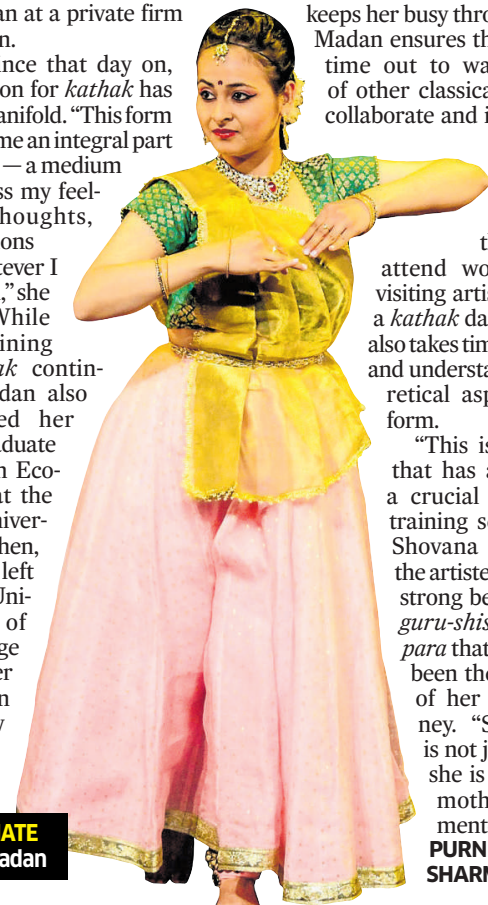 an at a private firm
n.
nce that day on,
on for kathak has
anifold. “This form
me an integral part
— a medium
ss my feel-
houghts,
ons
tever I
,” she
While
ining
ak contin-
dan also
ed her
aduate
n Eco-
at the
niver-
hen,
left
Uni-
of
ge
er
n
y
ATE
adan
keeps her busy thro
Madan ensures th
time out to wa
of other classica
collaborate and i
th
attend wo
visiting artis
a kathak da
also takes tim
and understa
retical asp
form.
“This is
that has a
a crucial
training se
Shovana
the artiste
strong be
guru-shis
para that
been the
of her
ney. “S
is not j
she is
moth
ment
PURN
SHARM